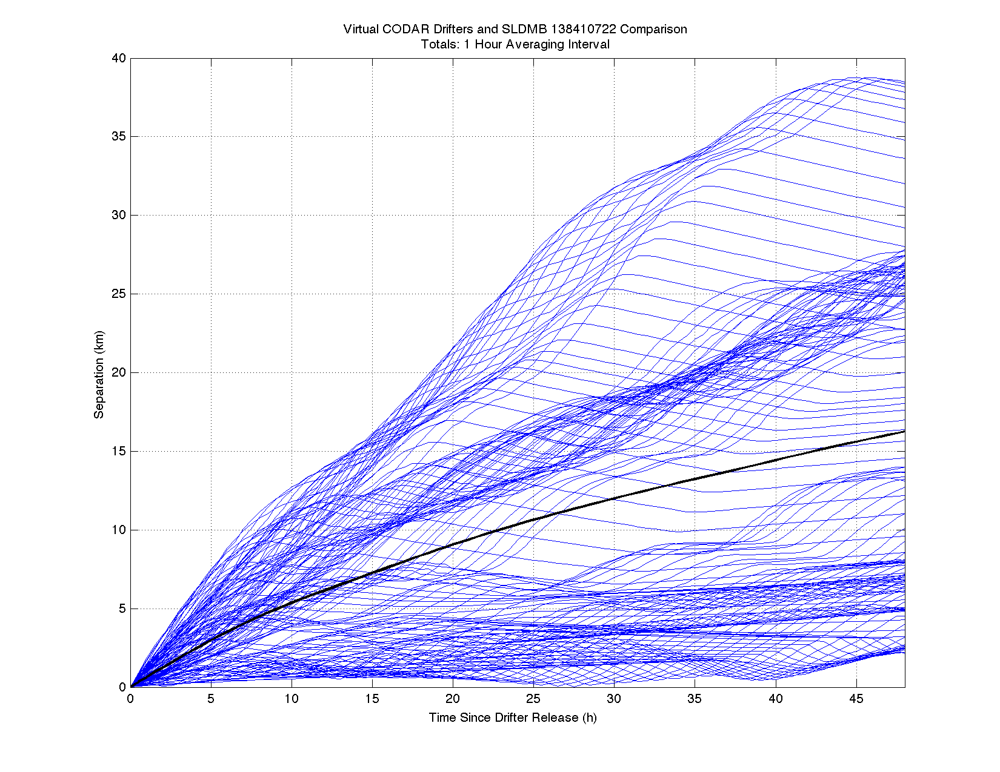 Virtual CODAR Drifters and SLDMB 138410722 Comparison
Totals: 1 Hour Averaging Interval
40
35
30
25
20
15
10
5
0
Separation (km)
0 5 10 15 20 25 30 35 40 45
Time Since Drifter Release (h)